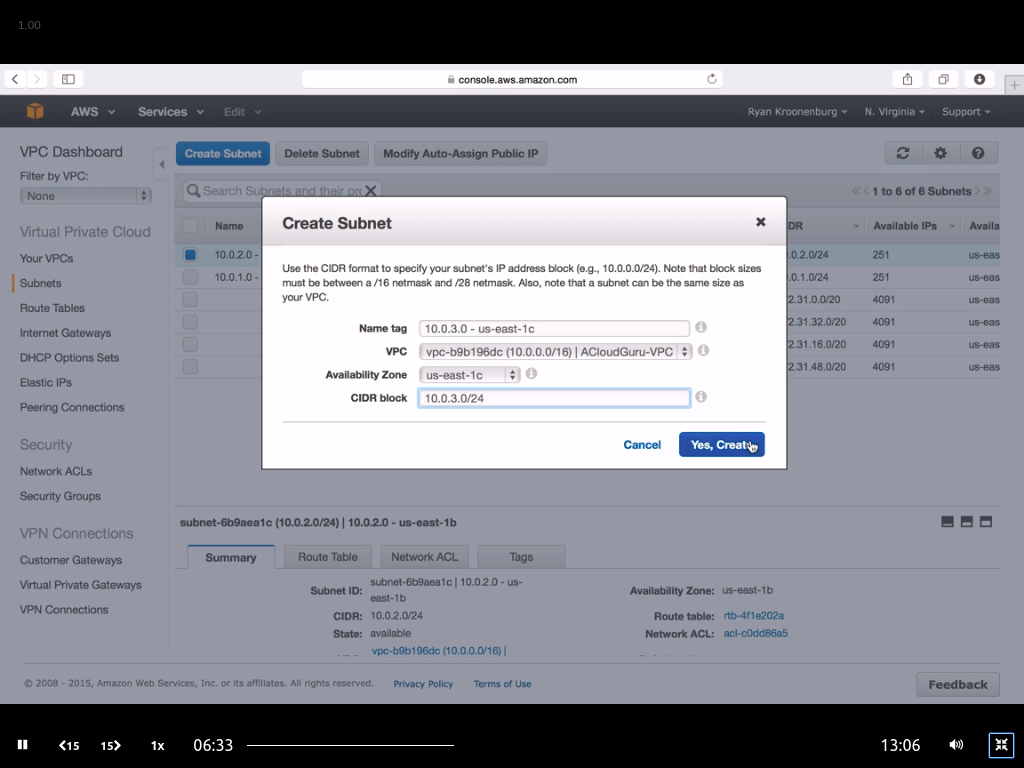 1.00
console.aws.amazon.com
AWS Services Edit Ryan Kroonenburg N. Virginia Support
VPC Dashboard
Filter by VPC:
None
Virtual Private Cloud
Your VPCs
Subnets
Route Tables
Internet Gateways
DHCP Options Sets
Elastic IPs
Peering Connections
Security
Network ACLs
Security Groups
VPN Connections
Customer Gateways
Virtual Private Gateways
VPN Connections
Create Subnet Delete Subnet Modify Auto-Assign Public IP
Search Subnets and their pro
1 to 6 of 6 Subnets
Name DR Available IPs Availa
10.0.2.0 - .0.2.0/24 251 us-eas
10.0.1.0 - .0.1.0/24 251 us-eas
2.31.0.0/20 4091 us-eas
2.31.32.0/20 4091 us-eas
2.31.16.0/20 4091 us-eas
2.31.48.0/20 4091 us-eas
Create Subnet
Use the CIDR format to specify your subnet's IP address block (e.g., 10.0.0.0/24). Note that block sizes
must be between a /16 netmask and /28 netmask. Also, note that a subnet can be the same size as
your VPC.
Name tag 10.0.3.0 - us-east-1c
VPC vpc-b9b196dc (10.0.0.0/16) | ACloudGuru-VPC
Availability Zone us-east-1c
CIDR block 10.0.3.0/24
Cancel Yes, Create
subnet-6b9aea1c (10.0.2.0/24) | 10.0.2.0 - us-east-1b
Summary Route Table Network ACL Tags
Subnet ID: subnet-6b9aea1c | 10.0.2.0 - us-
east-1b
CIDR: 10.0.2.0/24
State: available
vpc-b9b196dc (10.0.0.0/16) |
Availability Zone: us-east-1b
Route table: rtb-4f1e202a
Network ACL: acl-c0dd86a5
© 2008 - 2015, Amazon Web Services, Inc. or its affiliates. All rights reserved. Privacy Policy Terms of Use
Feedback
15 15 1x 06:33 13:06